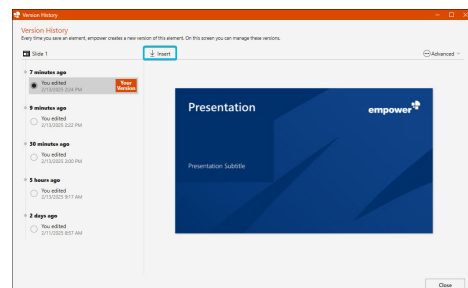 Version History
Version History
Every time you save an element, empower creates a new version of this element. On this screen you can manage these versions.
Slide 1
Insert
Advanced
7 minutes ago
You edited
2/13/2025 3:24 PM
Your
Version
9 minutes ago
You edited
2/13/2025 3:22 PM
30 minutes ago
You edited
2/13/2025 3:00 PM
5 hours ago
You edited
2/13/2025 9:17 AM
2 days ago
You edited
2/11/2025 8:57 AM
Presentation
empower
Presentation Subtitle
Close